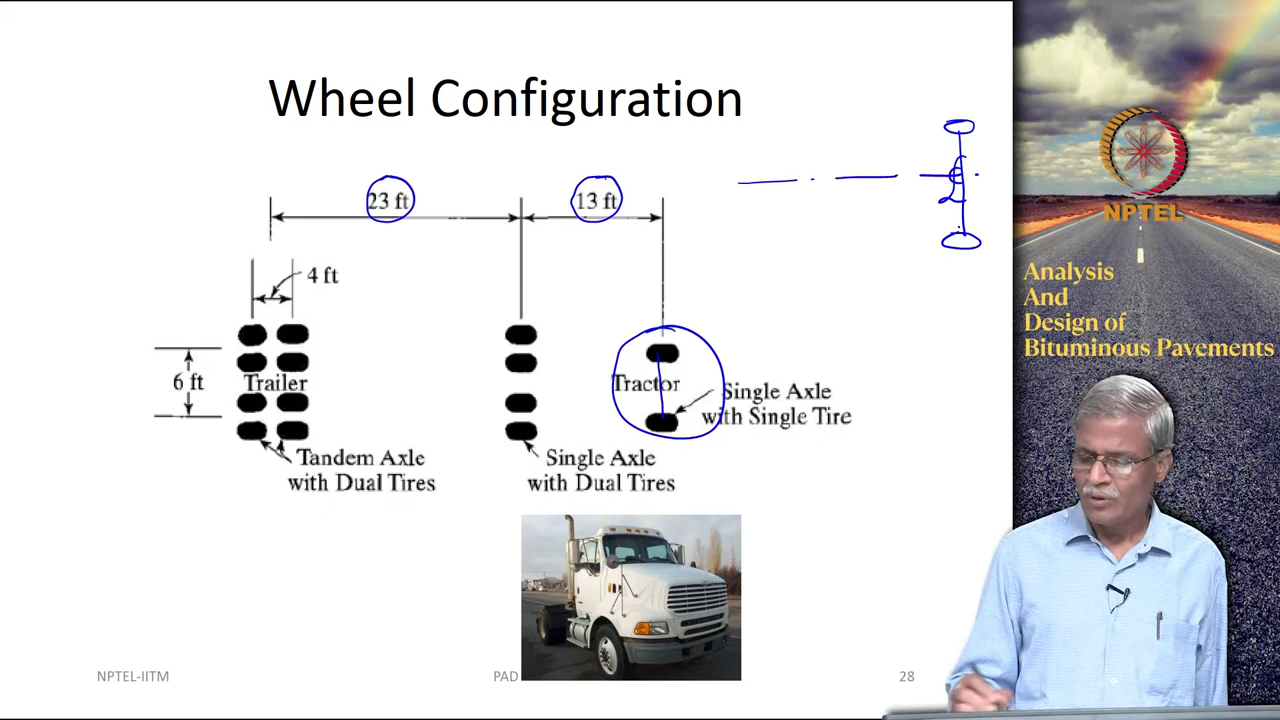 Wheel Configuration
23 ft
13 ft
4 ft
6 ft
Trailer
Tractor
Single Axle
with Single Tire
Tandem Axle
with Dual Tires
Single Axle
with Dual Tires
NPTEL-IITM
PAD
28
NPTEL
Analysis
And
Design of
Bituminous Pavements